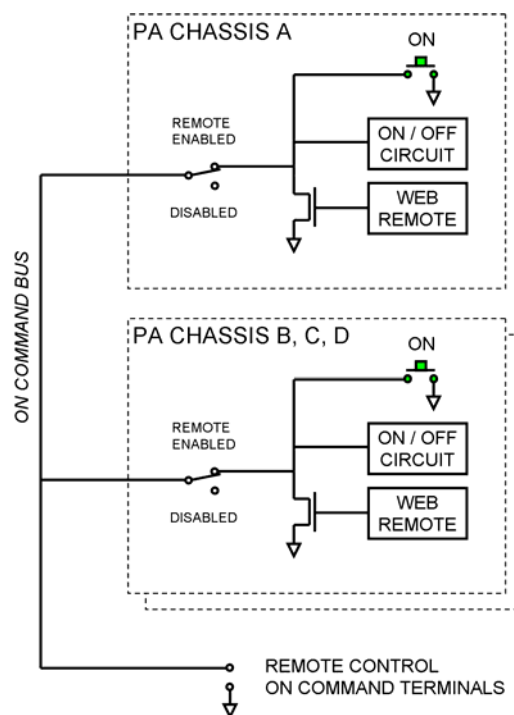 PA CHASSIS A
ON
REMOTE
ENABLED
ON / OFF
CIRCUIT
DISABLED
WEB
REMOTE
ON COMMAND BUS
PA CHASSIS B, C, D
ON
REMOTE
ENABLED
ON / OFF
CIRCUIT
DISABLED
WEB
REMOTE
REMOTE CONTROL
ON COMMAND TERMINALS